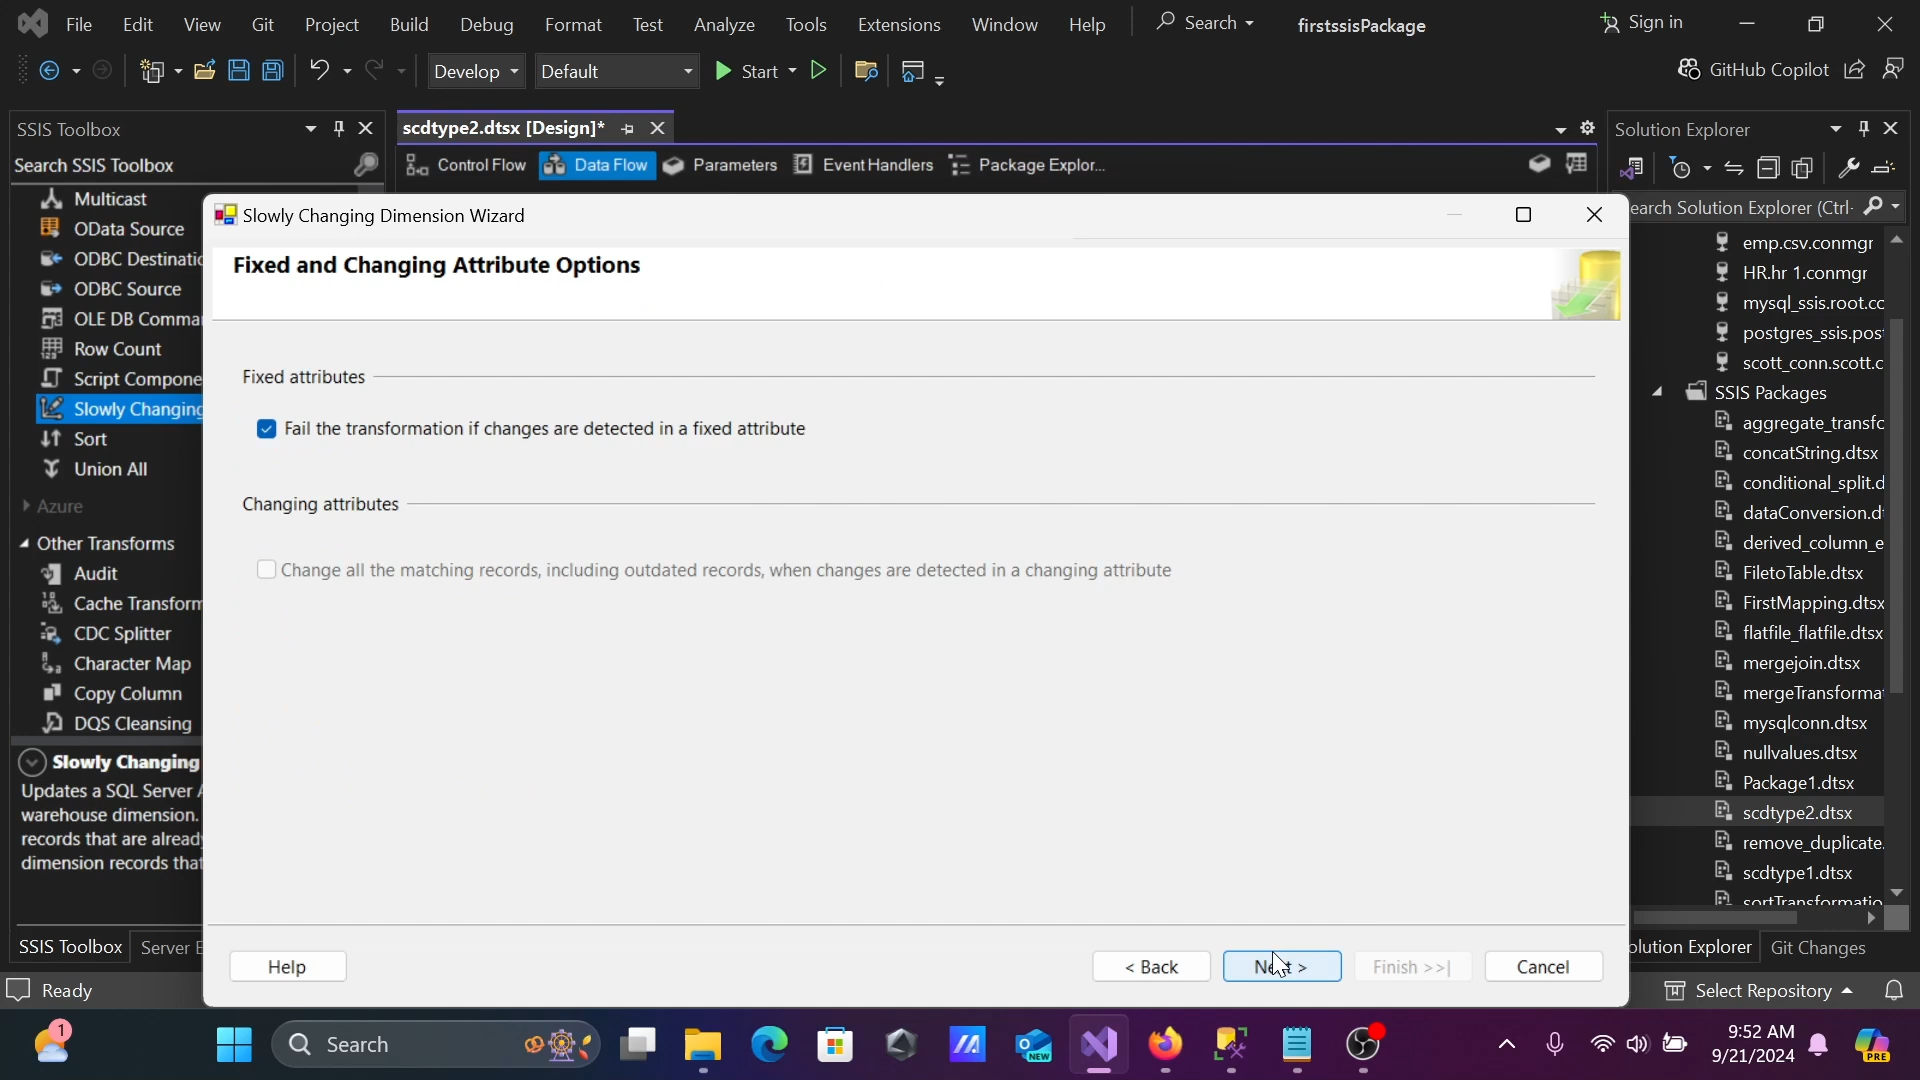 File Edit View Git Project Build Debug Format Test Analyze Tools Extensions Window Help Search firstssisPackage Sign in
Develop Default Start GitHub Copilot
SSIS Toolbox
Search SSIS Toolbox
Multicast
OData Source
ODBC Destinatio
ODBC Source
OLE DB Comma
Row Count
Script Compone
Slowly Changing
Sort
Union All
Azure
Other Transforms
Audit
Cache Transform
CDC Splitter
Character Map
Copy Column
DQS Cleansing
Slowly Changing
Updates a SQL Server A
warehouse dimension.
records that are already
dimension records that
SSIS Toolbox Server E
scdtype2.dtsx [Design]*
Control Flow Data Flow Parameters Event Handlers Package Explor...
Slowly Changing Dimension Wizard
Fixed and Changing Attribute Options
Fixed attributes
Fail the transformation if changes are detected in a fixed attribute
Changing attributes
Change all the matching records, including outdated records, when changes are detected in a changing attribute
Help < Back Next > Finish >>| Cancel
Solution Explorer
earch Solution Explorer (Ctrl-
emp.csv.conmgr
HR.hr 1.conmgr
mysql_ssis.root.co
postgres_ssis.pos
scott_conn.scott.c
SSIS Packages
aggregate_transfo
concatString.dtsx
conditional_split.d
dataConversion.dt
derived_column_e
FiletoTable.dtsx
FirstMapping.dtsx
flatfile_flatfile.dtsx
mergejoin.dtsx
mergeTransformat
mysqlconn.dtsx
nullvalues.dtsx
Package1.dtsx
scdtype2.dtsx
remove_duplicate.
scdtype1.dtsx
sortTransformatio
olution Explorer Git Changes
Ready Select Repository
1 Search NEW PRE
9:52 AM
9/21/2024